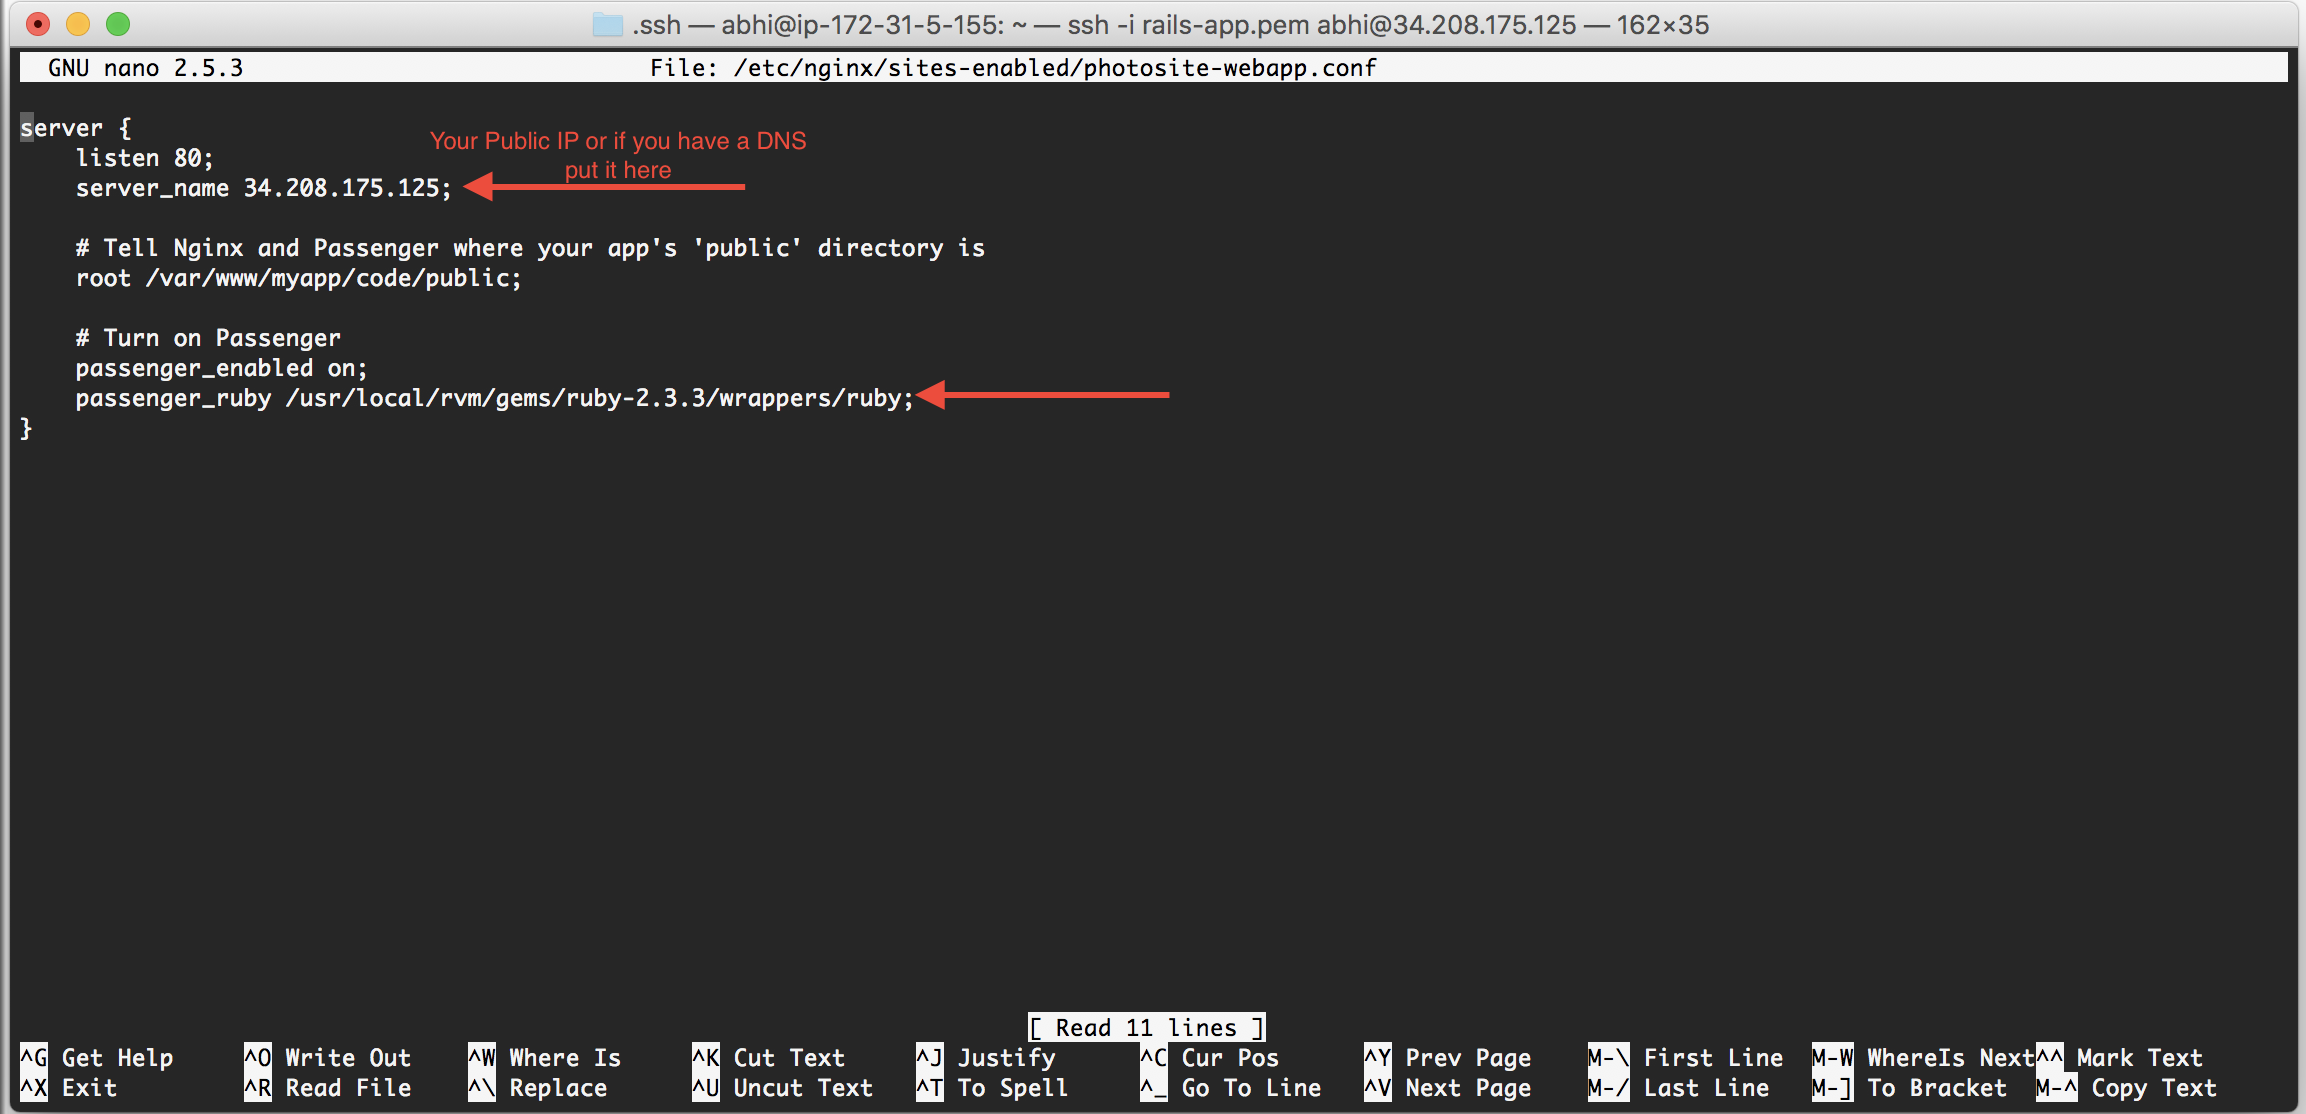 .ssh — abhi@ip-172-31-5-155: ~ — ssh -i rails-app.pem abhi@34.208.175.125 — 162×35
GNU nano 2.5.3 File: /etc/nginx/sites-enabled/photosite-webapp.conf
server {
listen 80;
Your Public IP or if you have a DNS
put it here
server_name 34.208.175.125;
# Tell Nginx and Passenger where your app's 'public' directory is
root /var/www/myapp/code/public;
# Turn on Passenger
passenger_enabled on;
passenger_ruby /usr/local/rvm/gems/ruby-2.3.3/wrappers/ruby;
}
[ Read 11 lines ]
^G Get Help ^O Write Out ^W Where Is ^K Cut Text ^J Justify ^C Cur Pos ^Y Prev Page M-\ First Line M-W WhereIs Next ^^ Mark Text
^X Exit ^R Read File ^\ Replace ^U Uncut Text ^T To Spell ^_ Go To Line ^V Next Page M-/ Last Line M-] To Bracket M-^ Copy Text